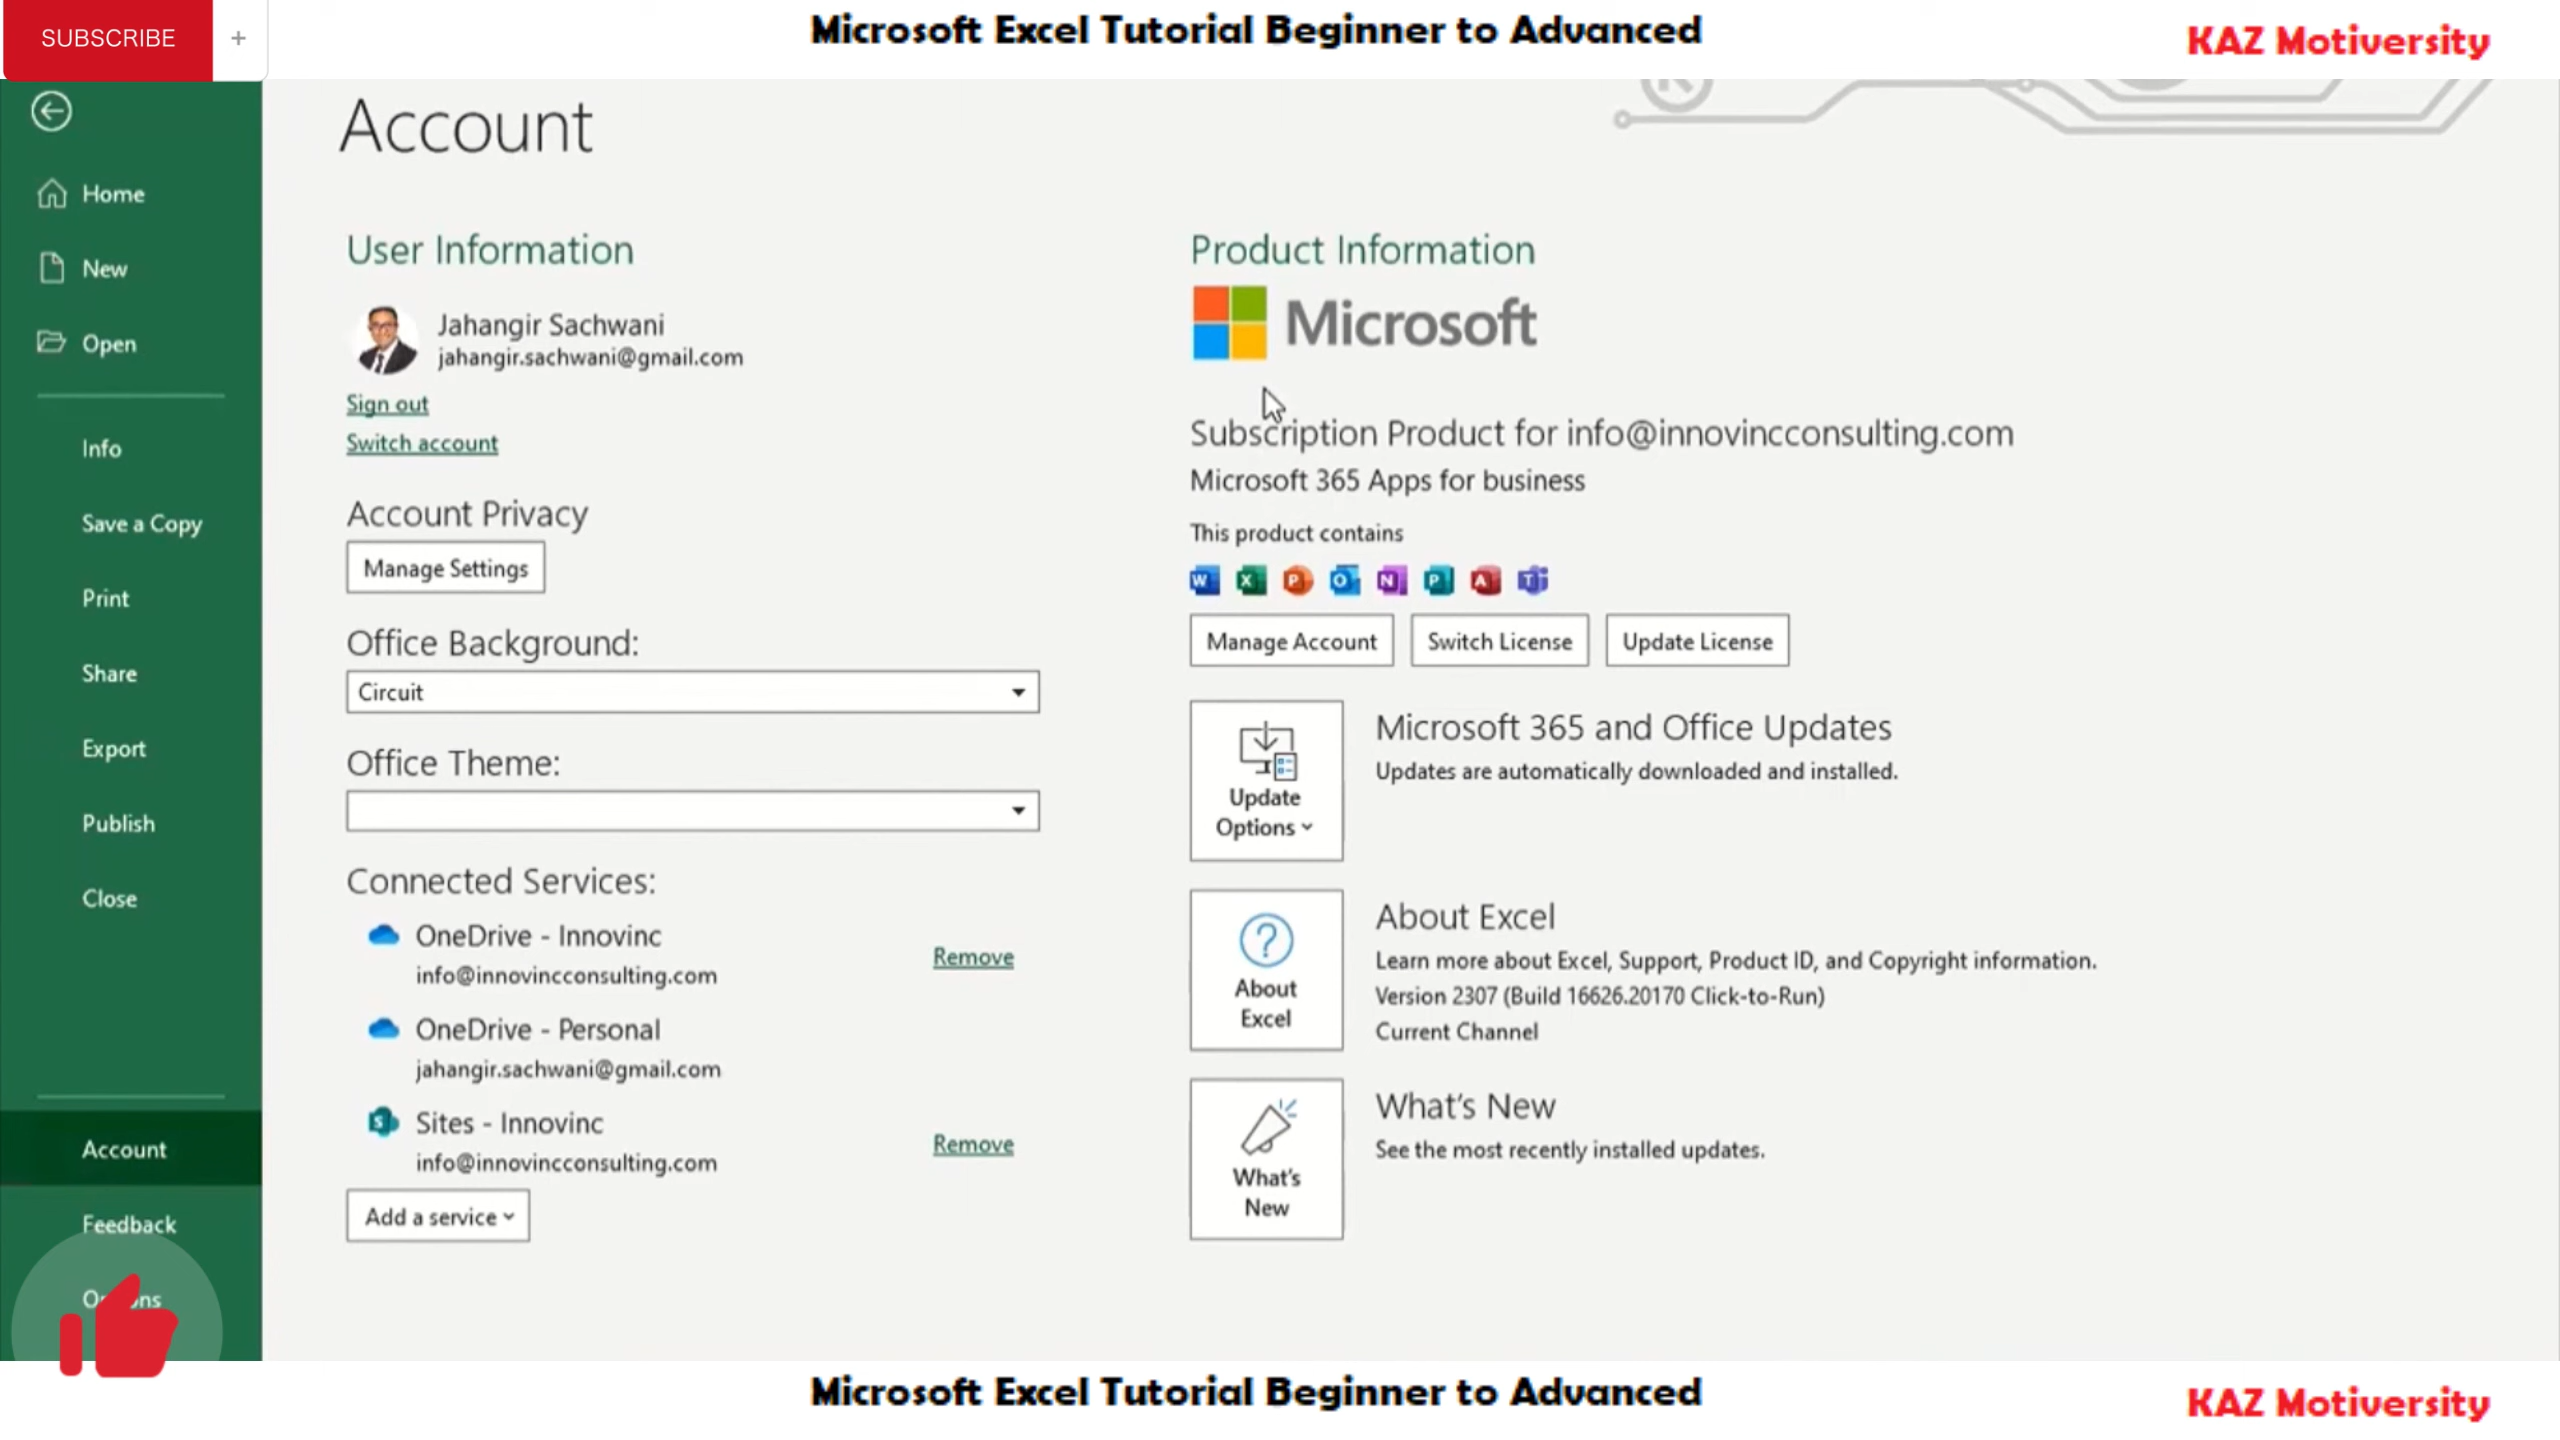 SUBSCRIBE +
Microsoft Excel Tutorial Beginner to Advanced
KAZ Motiversity
Home
New
Open
Info
Save a Copy
Print
Share
Export
Publish
Close
Account
Feedback
Account
User Information
Jahangir Sachwani
jahangir.sachwani@gmail.com
Sign out
Switch account
Account Privacy
Manage Settings
Office Background:
Circuit
Office Theme:
Connected Services:
OneDrive - Innovinc
info@innovincconsulting.com
Remove
OneDrive - Personal
jahangir.sachwani@gmail.com
Sites - Innovinc
info@innovincconsulting.com
Remove
Add a service
Product Information
Microsoft
Subscription Product for info@innovincconsulting.com
Microsoft 365 Apps for business
This product contains
W X P O N P A T
Manage Account Switch License Update License
Update
Options
Microsoft 365 and Office Updates
Updates are automatically downloaded and installed.
About
Excel
About Excel
Learn more about Excel, Support, Product ID, and Copyright information.
Version 2307 (Build 16626.20170 Click-to-Run)
Current Channel
What's
New
What's New
See the most recently installed updates.
Microsoft Excel Tutorial Beginner to Advanced
KAZ Motiversity